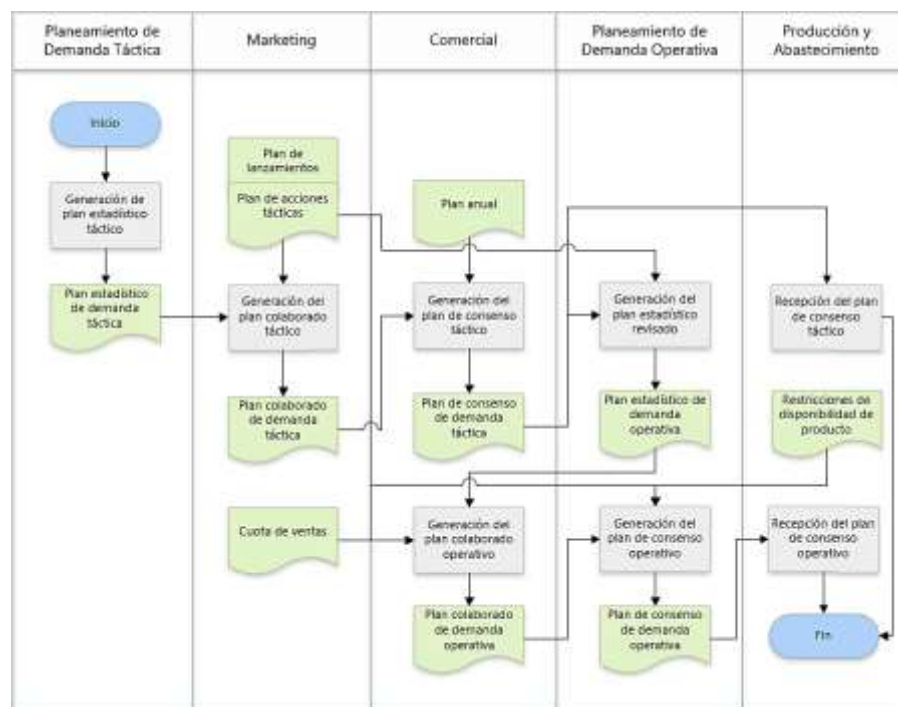 Planeamiento de
Demanda Táctica
Marketing
Comercial
Planeamiento de
Demanda Operativa
Producción y
Abastecimiento
Inicio
Generación de
plan estadístico
táctico
Plan estadístico
de demanda
táctica
Plan de
lanzamientos
Plan de acciones
tácticas
Generación del
plan colaborado
táctico
Plan colaborado
de demanda
táctica
Cuota de ventas
Plan anual
Generación del
plan de consenso
táctico
Plan de consenso
de demanda
táctica
Generación del
plan colaborado
operativo
Plan colaborado
de demanda
operativa
Generación del
plan estadístico
revisado
Plan estadístico de
demanda
operativa
Generación del
plan de consenso
operativo
Plan de consenso
de demanda
operativa
Recepción del plan
de consenso
táctico
Restricciones de
disponibilidad de
producto
Recepción del plan
de consenso
operativo
Fin